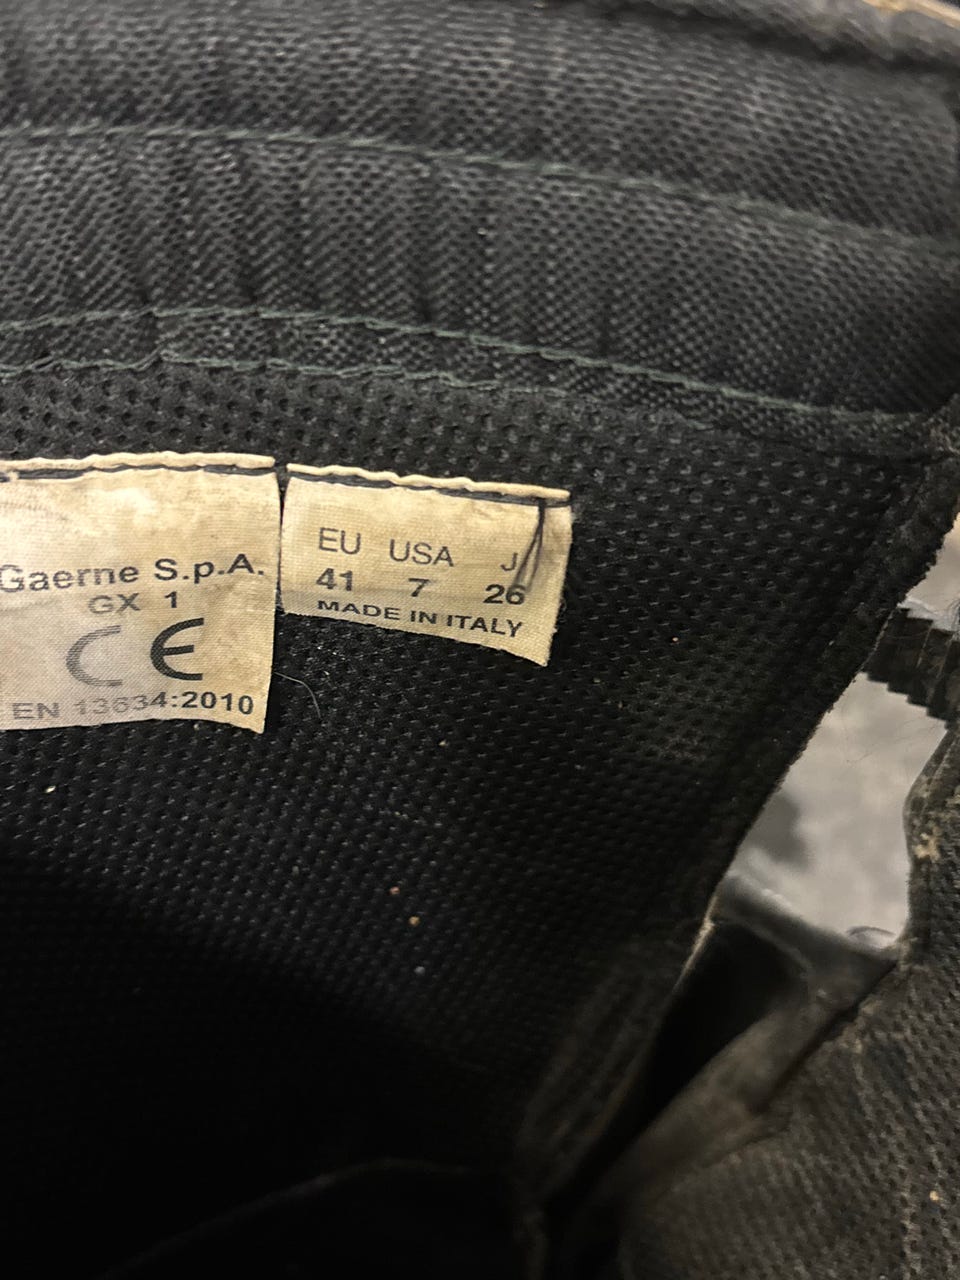 Gaerne S.p.A.
GX 1
CE
EN 13634:2010
EU USA J
41 7 26
MADE IN ITALY